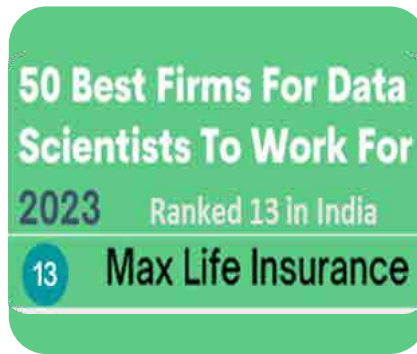 50 Best Firms For Data
Scientists To Work For
2023 Ranked 13 in India
13 Max Life Insurance